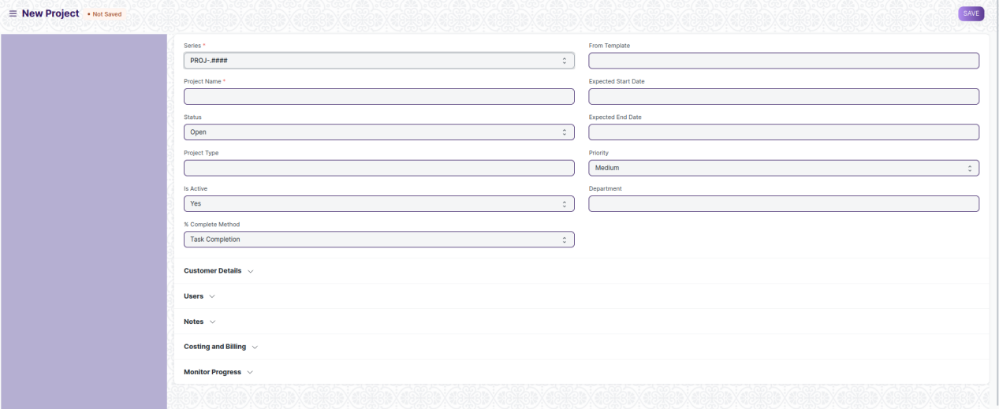 New Project • Not Saved SAVE
Series *
PROJ-.####
Project Name *
Status
Open
Project Type
Is Active
Yes
% Complete Method
Task Completion
From Template
Expected Start Date
Expected End Date
Priority
Medium
Department
Customer Details
Users
Notes
Costing and Billing
Monitor Progress